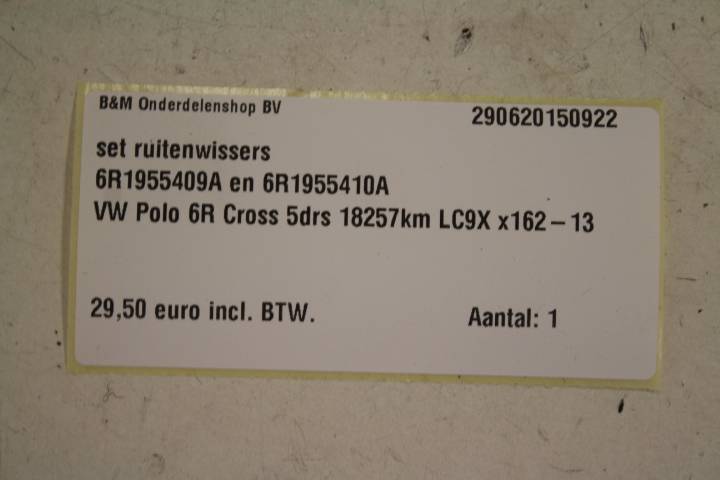 B&M Onderdelenshop BV 290620150922
set ruitenwissers
6R1955409A en 6R1955410A
VW Polo 6R Cross 5drs 18257km LC9X x162-13
29,50 euro incl. BTW. Aantal: 1